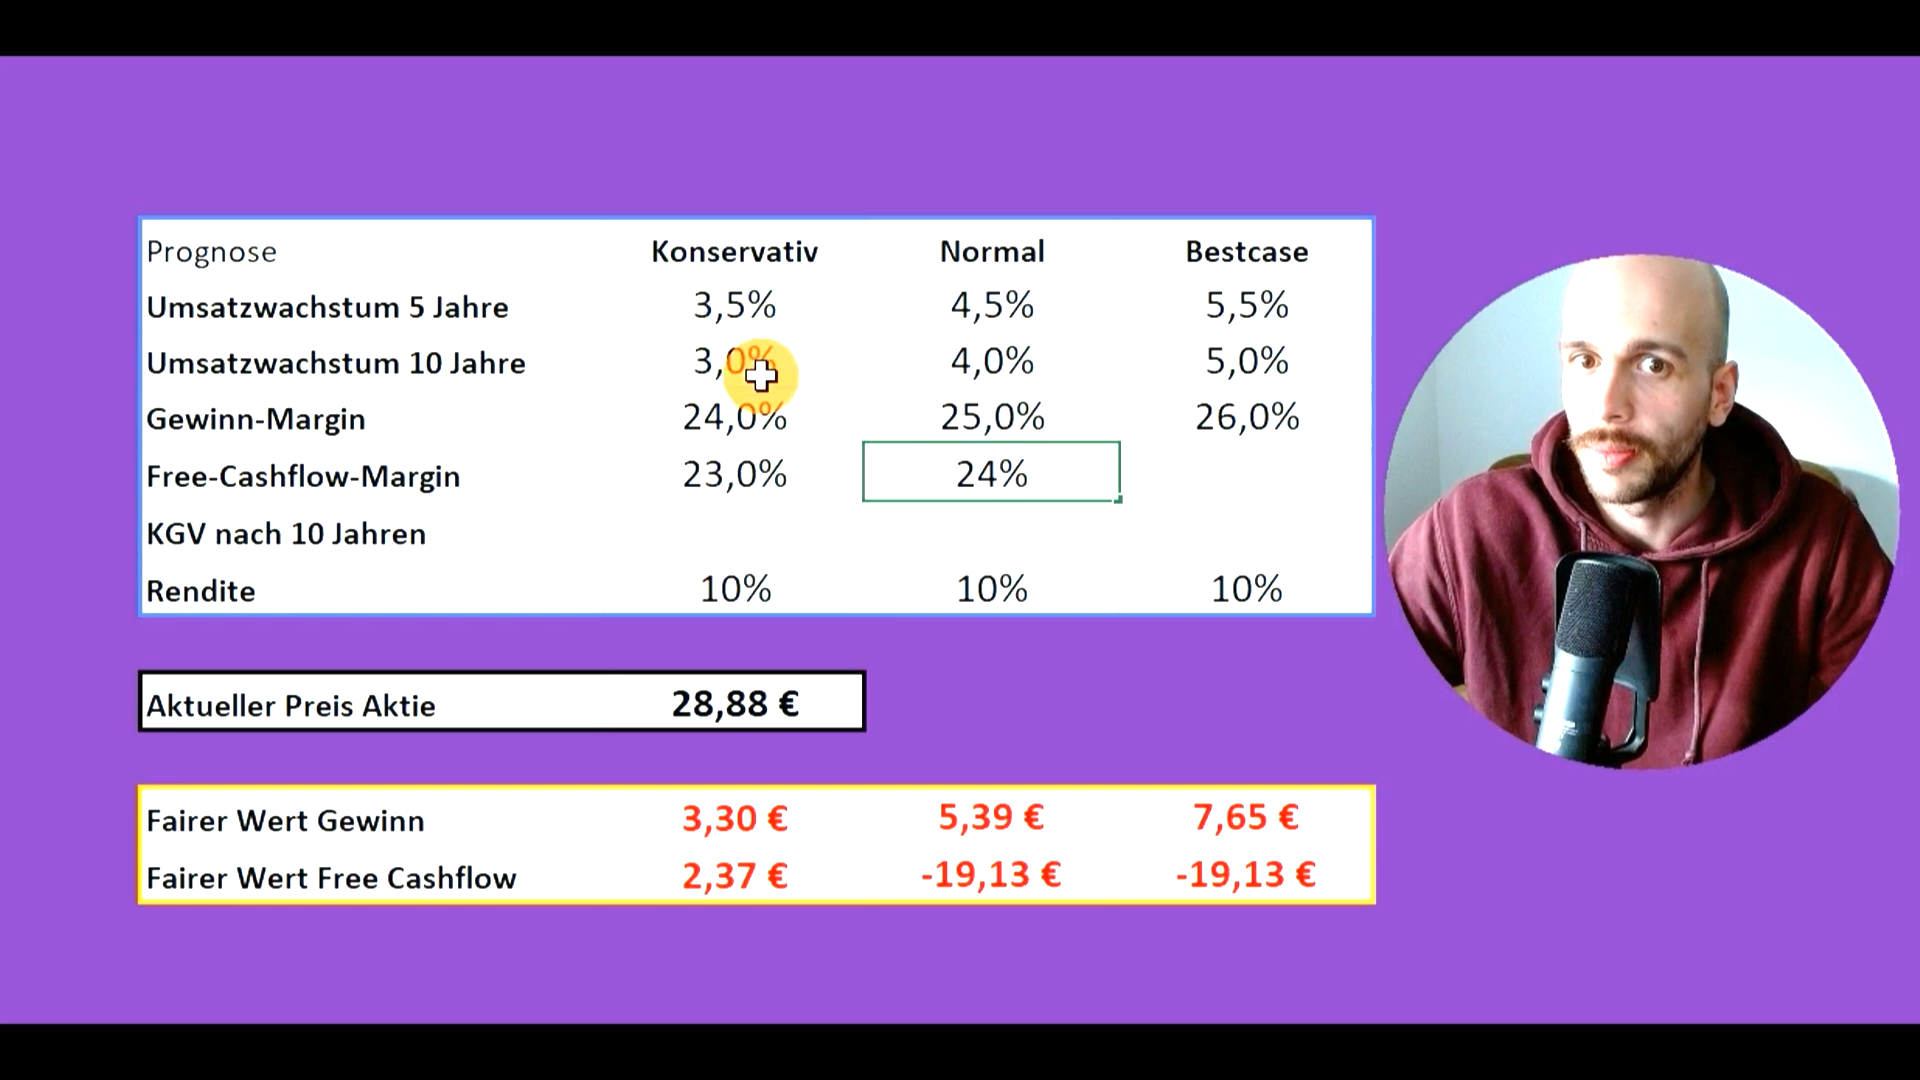 Prognose Konservativ Normal Bestcase
Umsatzwachstum 5 Jahre 3,5% 4,5% 5,5%
Umsatzwachstum 10 Jahre 3,0% 4,0% 5,0%
Gewinn-Margin 24,0% 25,0% 26,0%
Free-Cashflow-Margin 23,0% 24%
KGV nach 10 Jahren
Rendite 10% 10% 10%
Aktueller Preis Aktie 28,88 €
Fairer Wert Gewinn 3,30 € 5,39 € 7,65 €
Fairer Wert Free Cashflow 2,37 € -19,13 € -19,13 €